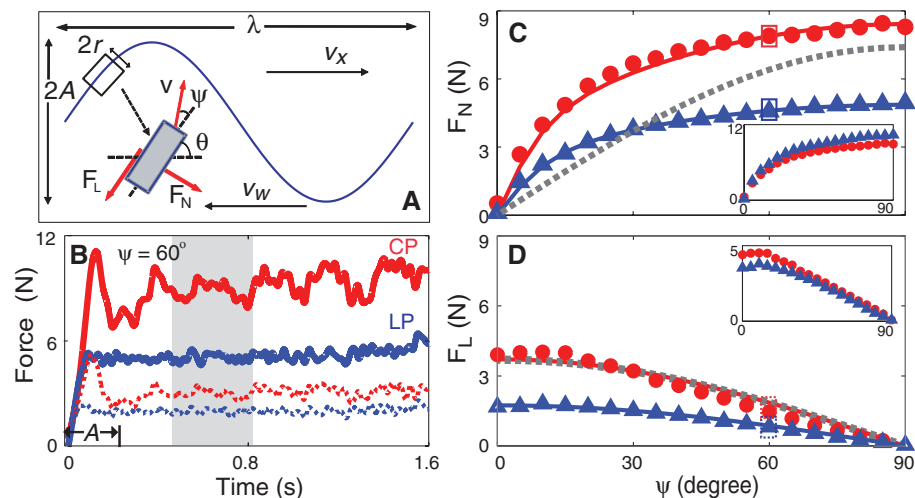 λ
2r
v_x
2A
v
ψ
θ
F_L
F_N
v_w
A
B
ψ = 60°
CP
LP
Force (N)
12
6
0
A
0
0.8
1.6
Time (s)
C
F_N (N)
9
6
3
0
12
0
0
90
D
F_L (N)
9
6
3
0
5
0
0
90
0
30
60
90
ψ (degree)